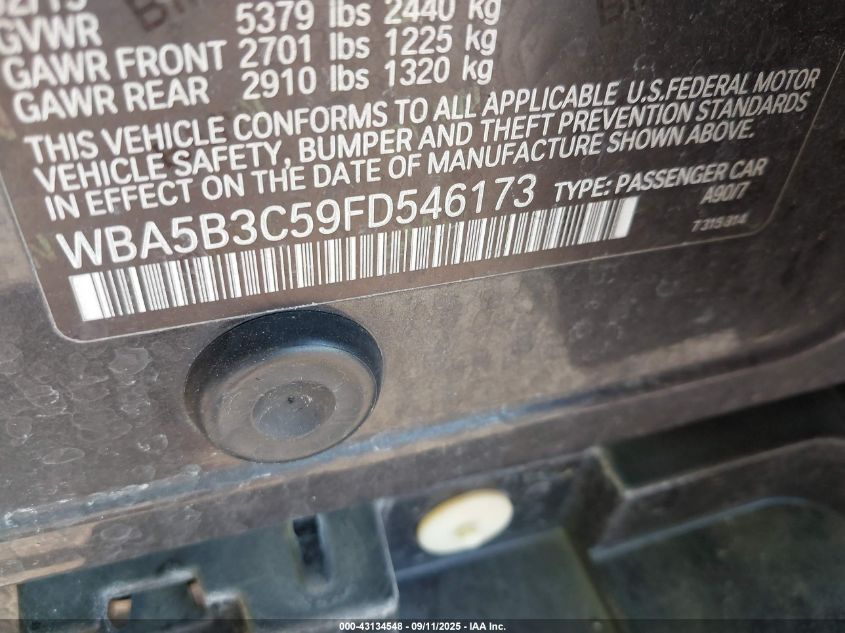 GVWR 5379 lbs 2440 kg
GAWR FRONT 2701 lbs 1225 kg
GAWR REAR 2910 lbs 1320 kg
THIS VEHICLE CONFORMS TO ALL APPLICABLE U.S.FEDERAL MOTOR
VEHICLE SAFETY, BUMPER AND THEFT PREVENTION STANDARDS
IN EFFECT ON THE DATE OF MANUFACTURE SHOWN ABOVE.
WBA5B3C59FD546173 TYPE: PASSENGER CAR
A90/7
7315814
000-43134548 - 09/11/2025 - IAA Inc.